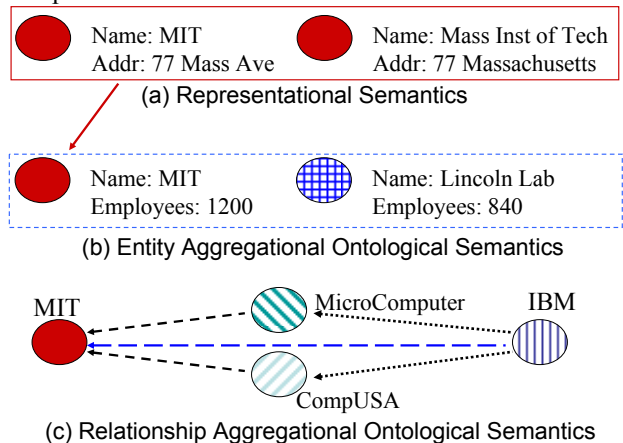 Name: MIT
Name: Mass Inst of Tech
Addr: 77 Mass Ave
Addr: 77 Massachusetts
(a) Representational Semantics
Name: MIT
Name: Lincoln Lab
Employees: 1200
Employees: 840
(b) Entity Aggregational Ontological Semantics
MIT
MicroComputer
IBM
CompUSA
(c) Relationship Aggregational Ontological Semantics